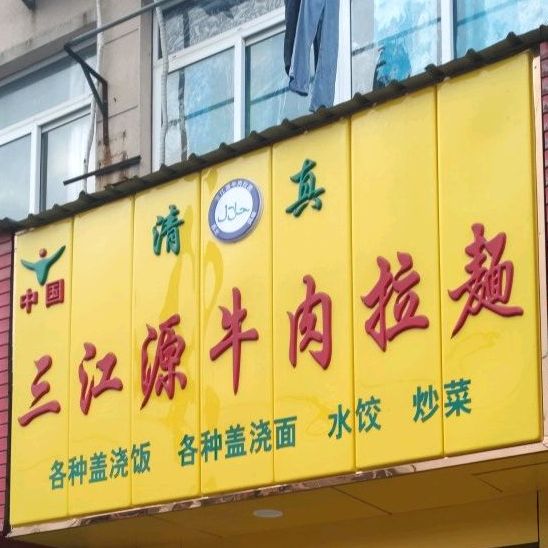 清 حلال 真
中国
三江源牛肉拉麵
各种盖浇饭 各种盖浇面 水饺 炒菜